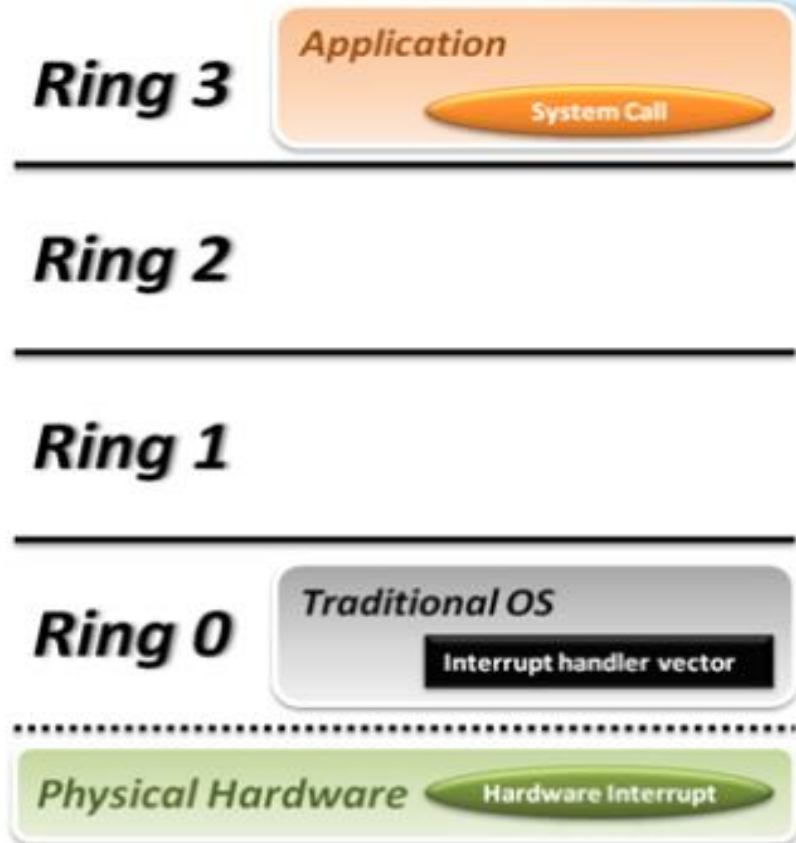 Application
Ring 3
System Call
Ring 2
Ring 1
Traditional OS
Ring 0
Interrupt handler vector
Physical Hardware
Hardware Interrupt